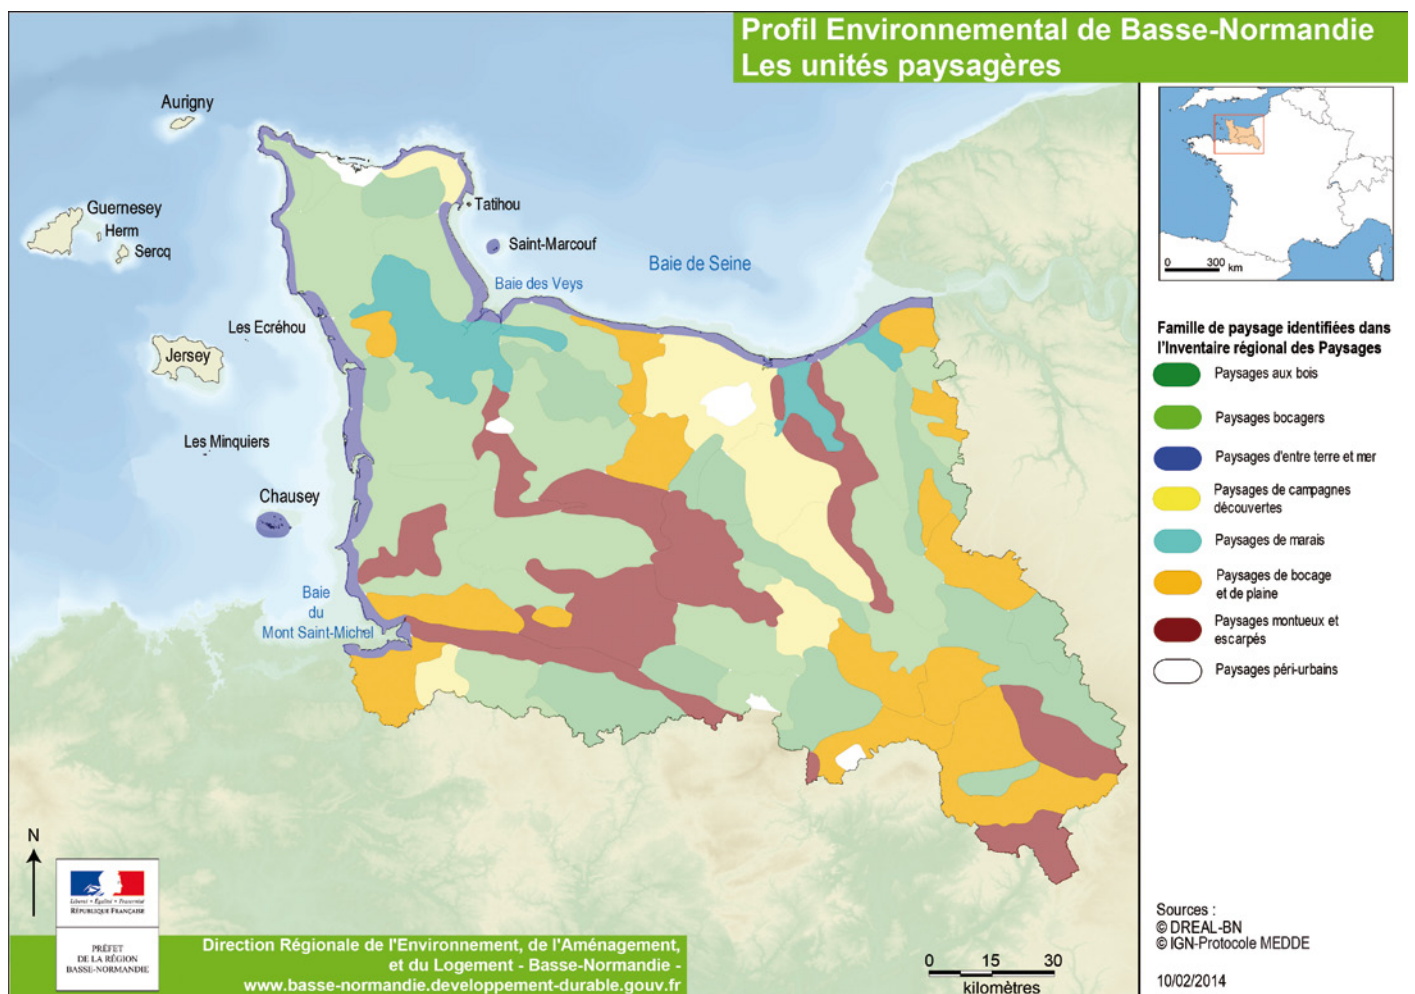 Profil Environnemental de Basse-Normandie
Les unités paysagères
Aurigny
Guernesey
Herm
Sercq
Tatihou
Saint-Marcouf
Baie de Seine
Baie des Veys
Les Ecréhou
Jersey
Les Minquiers
Chausey
Baie
du
Mont Saint-Michel
0 300 km
Famille de paysage identifiées dans
l'Inventaire régional des Paysages
Paysages aux bois
Paysages bocagers
Paysages d'entre terre et mer
Paysages de campagnes
découvertes
Paysages de marais
Paysages de bocage
et de plaine
Paysages montueux et
escarpés
Paysages péri-urbains
N
Liberté • Égalité • Fraternité
RÉPUBLIQUE FRANÇAISE
PRÉFET
DE LA RÉGION
BASSE-NORMANDIE
Direction Régionale de l'Environnement, de l'Aménagement,
et du Logement - Basse-Normandie -
www.basse-normandie.developpement-durable.gouv.fr
0 15 30
kilomètres
Sources :
© DREAL-BN
© IGN-Protocole MEDDE
10/02/2014